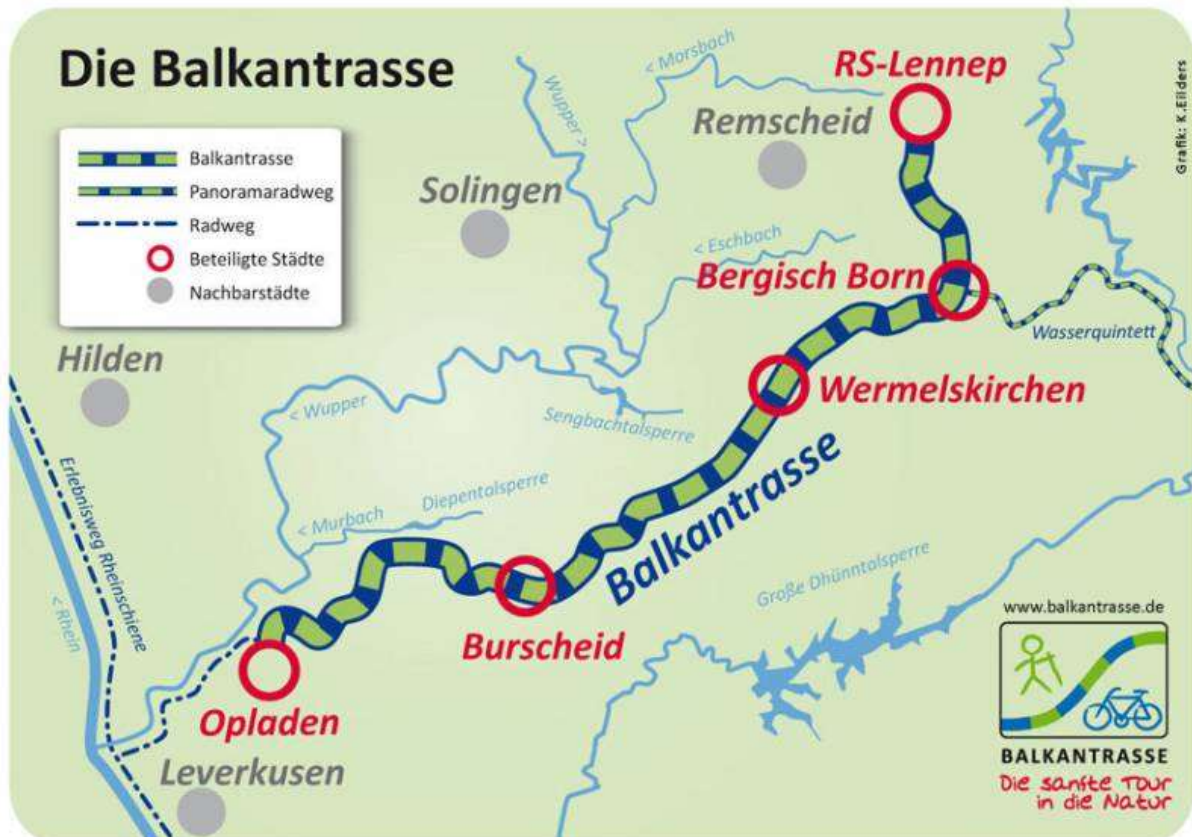 Die Balkantrasse
Balkantrasse
Panoramaradweg
Radweg
Beteiligte Städte
Nachbarstädte
< Morsbach
RS-Lennep
Grafik: K.Eilders
Wupper >
Remscheid
Solingen
< Eschbach
Bergisch Born
Wasserquintett
Hilden
Wermelskirchen
< Wupper
Sengbachtalsperre
Balkantrasse
Erlebnisweg Rheinschiene
Diepentalsperre
< Murbach
Große Dhünntalsperre
< Rhein
Burscheid
Opladen
Leverkusen
www.balkantrasse.de
BALKANTRASSE
Die sanfte Tour
in die Natur